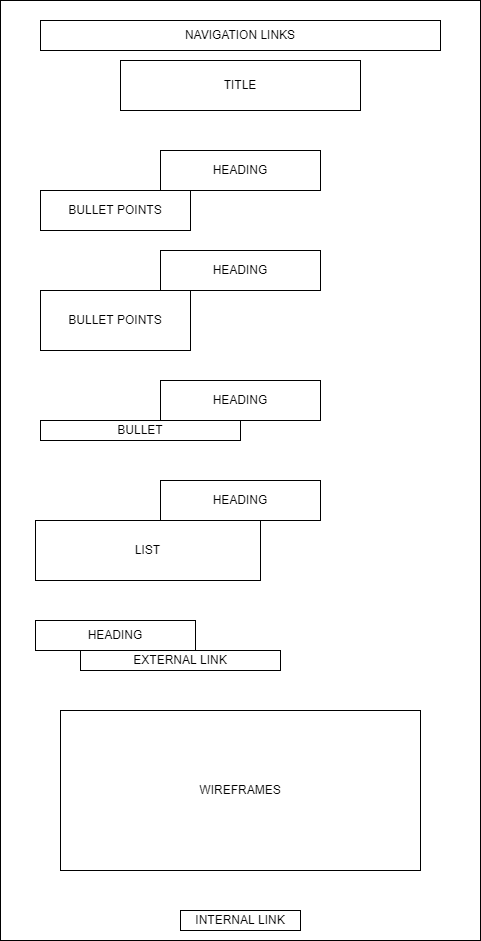 NAVIGATION LINKS
TITLE
HEADING
BULLET POINTS
HEADING
BULLET POINTS
HEADING
BULLET
HEADING
LIST
HEADING
EXTERNAL LINK
WIREFRAMES
INTERNAL LINK